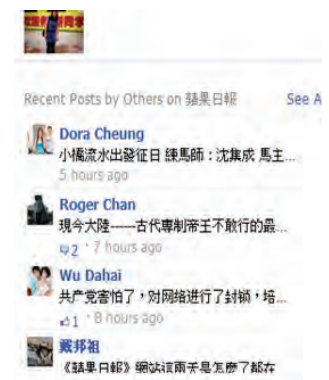 Recent Posts by Others on 蘋果日報 See A
Dora Cheung
小橋流水出發征日 練馬師：沈集成 馬主...
5 hours ago
Roger Chan
現今大陸------古代專制帝王不敢行的最...
2 · 7 hours ago
Wu Dahai
共产党害怕了，对网络进行了封锁，培...
1 · 8 hours ago
戴邦祖
《蘋果日報》網站這兩天是怎麼了都在